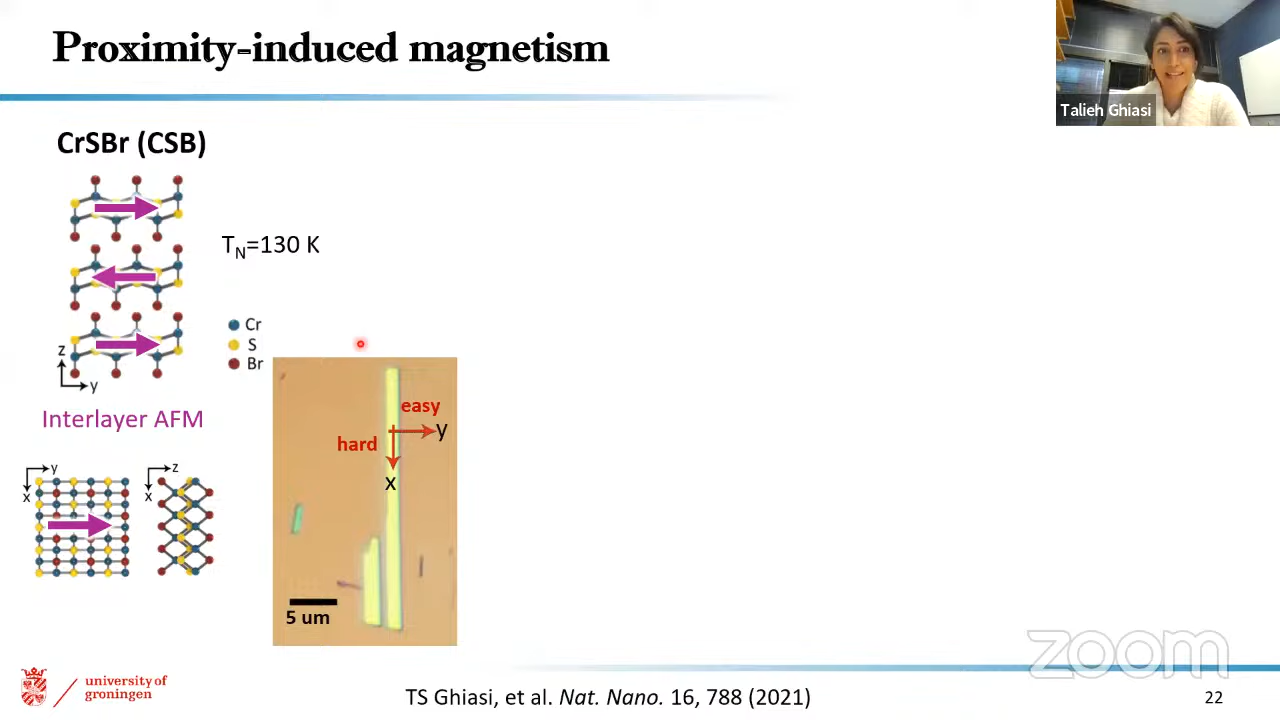 Proximity-induced magnetism
Talieh Ghiasi
CrSBr (CSB)
TN=130 K
Cr
S
Br
z
y
Interlayer AFM
y
x
z
x
easy
y
hard
x
5 um
zoom
university of
groningen
TS Ghiasi, et al. Nat. Nano. 16, 788 (2021)
22